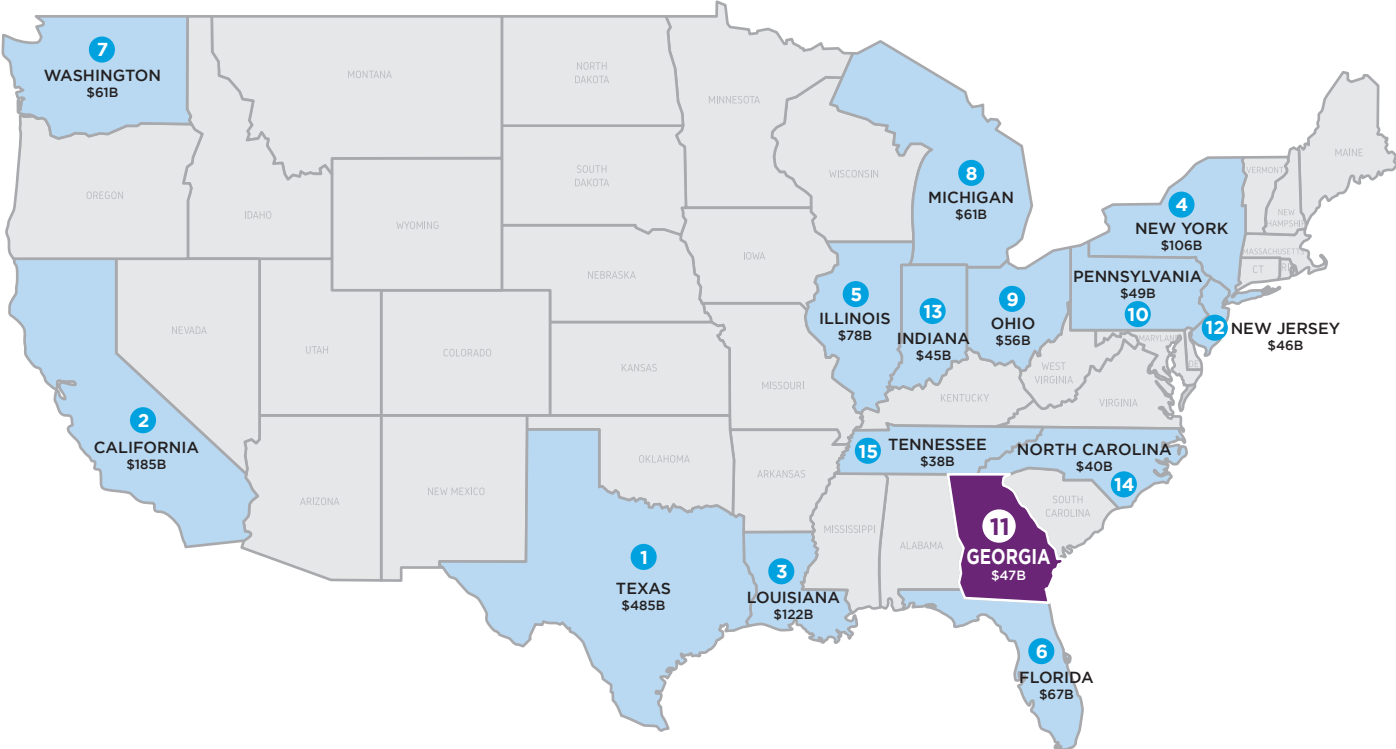 7
WASHINGTON
$61B
MONTANA
NORTH
DAKOTA
MINNESOTA
OREGON
IDAHO
WYOMING
SOUTH
DAKOTA
WISCONSIN
8
MICHIGAN
$61B
4
NEW YORK
$106B
VERMONT
NEW
HAMPSHIRE
MAINE
MASSACHUSETTS
CT
RI
NEVADA
UTAH
COLORADO
NEBRASKA
IOWA
KANSAS
MISSOURI
5
ILLINOIS
$78B
13
INDIANA
$45B
9
OHIO
$56B
PENNSYLVANIA
$49B
10
12 NEW JERSEY
$46B
MARYLAND
DE
WEST
VIRGINIA
VIRGINIA
KENTUCKY
2
CALIFORNIA
$185B
ARIZONA
NEW MEXICO
OKLAHOMA
ARKANSAS
15 TENNESSEE
$38B
NORTH CAROLINA
$40B
14
SOUTH
CAROLINA
1
TEXAS
$485B
3
LOUISIANA
$122B
MISSISSIPPI
ALABAMA
11
GEORGIA
$47B
6
FLORIDA
$67B